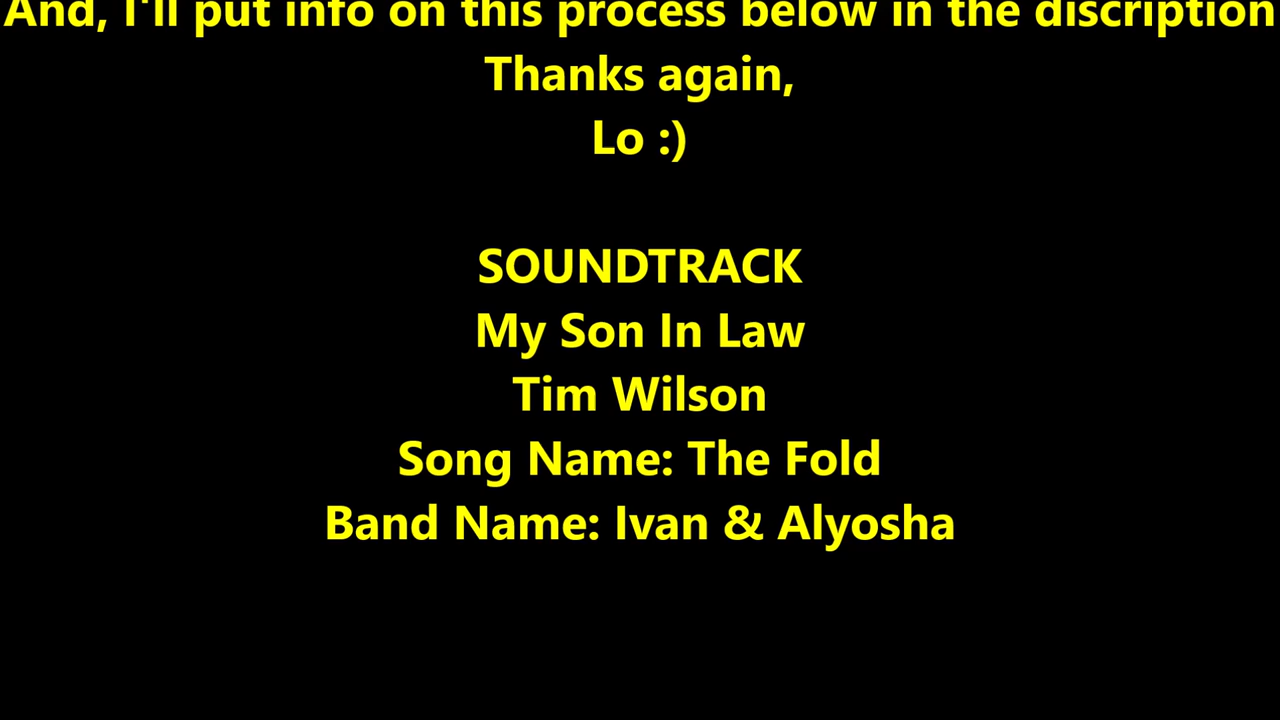 And, I'll put info on this process below in the discription
Thanks again,
Lo :)
SOUNDTRACK
My Son In Law
Tim Wilson
Song Name: The Fold
Band Name: Ivan & Alyosha